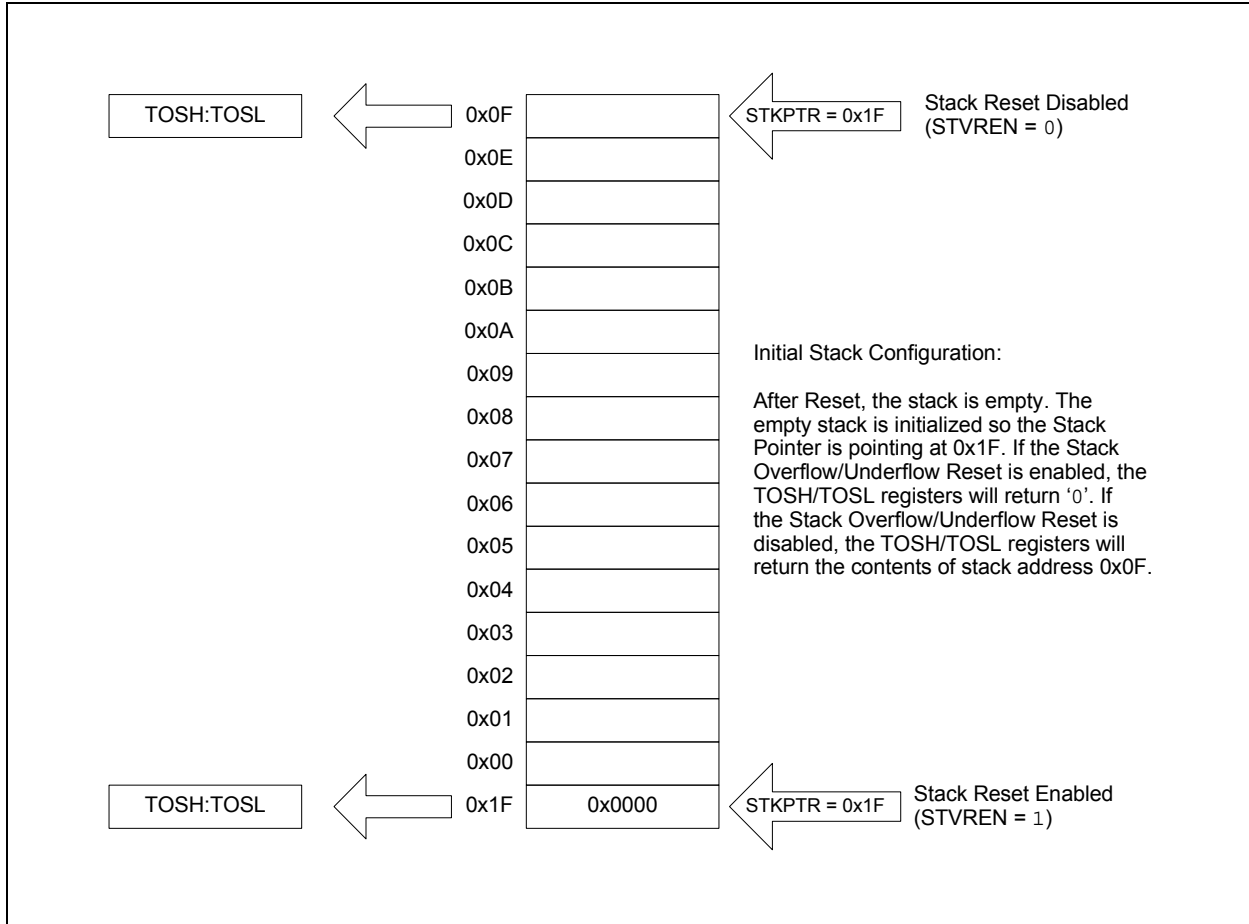 TOSH:TOSL
0x0F
STKPTR = 0x1F
Stack Reset Disabled
(STVREN = 0)
0x0E
0x0D
0x0C
0x0B
0x0A
0x09
0x08
0x07
0x06
0x05
0x04
0x03
0x02
0x01
0x00
Initial Stack Configuration:
After Reset, the stack is empty. The
empty stack is initialized so the Stack
Pointer is pointing at 0x1F. If the Stack
Overflow/Underflow Reset is enabled, the
TOSH/TOSL registers will return ‘0’. If
the Stack Overflow/Underflow Reset is
disabled, the TOSH/TOSL registers will
return the contents of stack address 0x0F.
TOSH:TOSL
0x1F
0x0000
STKPTR = 0x1F
Stack Reset Enabled
(STVREN = 1)